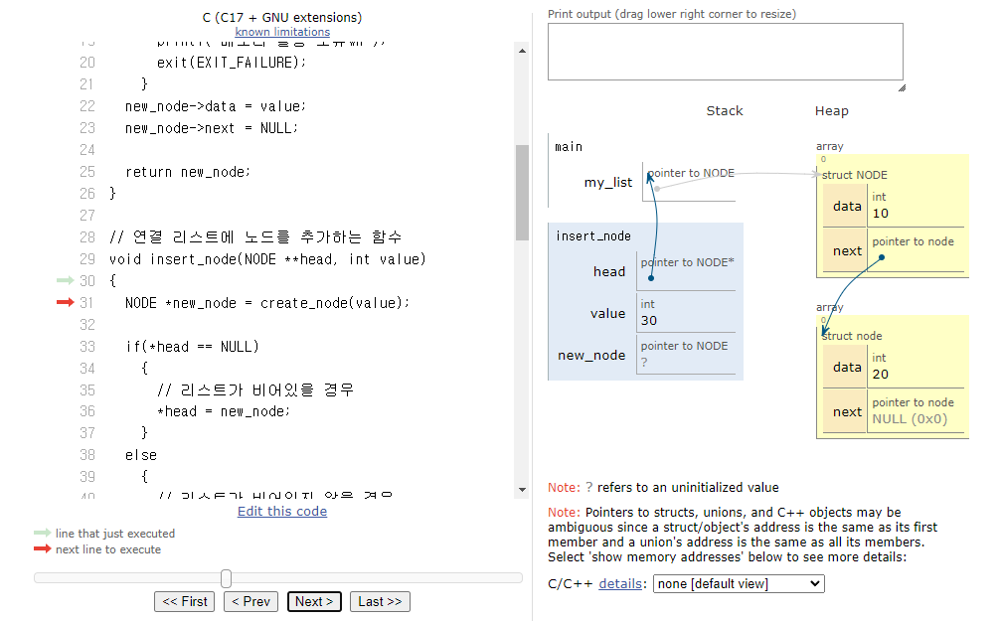 C (C17 + GNU extensions)
known limitations
20 exit(EXIT_FAILURE);
21 }
22 new_node->data = value;
23 new_node->next = NULL;
24
25 return new_node;
26 }
27
28 // 연결 리스트에 노드를 추가하는 함수
29 void insert_node(NODE **head, int value)
30 {
31 NODE *new_node = create_node(value);
32
33 if(*head == NULL)
34 {
35 // 리스트가 비어있을 경우
36 *head = new_node;
37 }
38 else
39 {
40 // 리스트가 비어있지 않을 경우
Edit this code
line that just executed
next line to execute
<< First
< Prev
Next >
Last >>
Print output (drag lower right corner to resize)
Stack
Heap
main
my_list
pointer to NODE
insert_node
head
pointer to NODE*
value
int
30
new_node
pointer to NODE
?
array
0
struct NODE
data
int
10
next
pointer to node
array
0
struct node
data
int
20
next
pointer to node
NULL (0x0)
Note: ? refers to an uninitialized value
Note: Pointers to structs, unions, and C++ objects may be
ambiguous since a struct/object's address is the same as its first
member and a union's address is the same as all its members.
Select 'show memory addresses' below to see more details:
C/C++ details: none [default view]